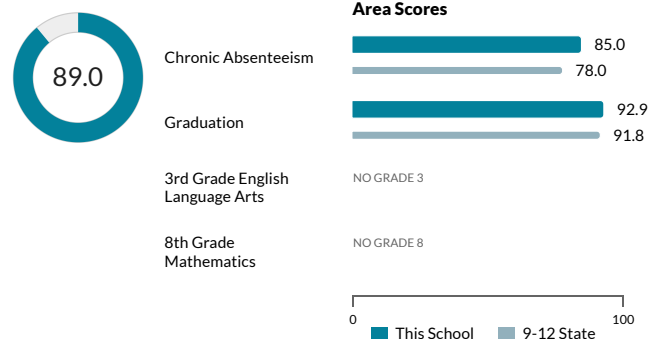 Area Scores
89.0
Chronic Absenteeism
85.0
78.0
Graduation
92.9
91.8
3rd Grade English
Language Arts
NO GRADE 3
8th Grade
Mathematics
NO GRADE 8
0
100
This School
9-12 State